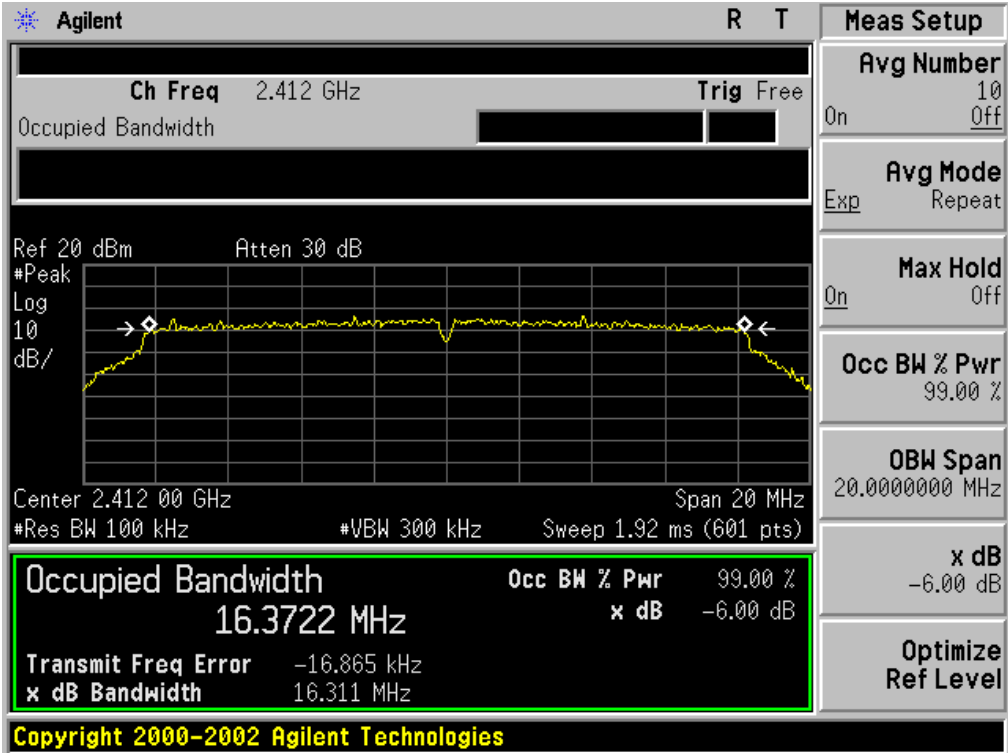 Agilent R T
Ch Freq 2.412 GHz Trig Free
Occupied Bandwidth
Ref 20 dBm Atten 30 dB
#Peak
Log
10
dB/
Center 2.412 00 GHz Span 20 MHz
#Res BW 100 kHz #VBW 300 kHz Sweep 1.92 ms (601 pts)
Occupied Bandwidth Occ BW % Pwr 99.00 %
16.3722 MHz x dB -6.00 dB
Transmit Freq Error -16.865 kHz
x dB Bandwidth 16.311 MHz
Copyright 2000-2002 Agilent Technologies
Meas Setup
Avg Number
10
On Off
Avg Mode
Exp Repeat
Max Hold
On Off
Occ BW % Pwr
99.00 %
OBW Span
20.0000000 MHz
x dB
-6.00 dB
Optimize
Ref Level